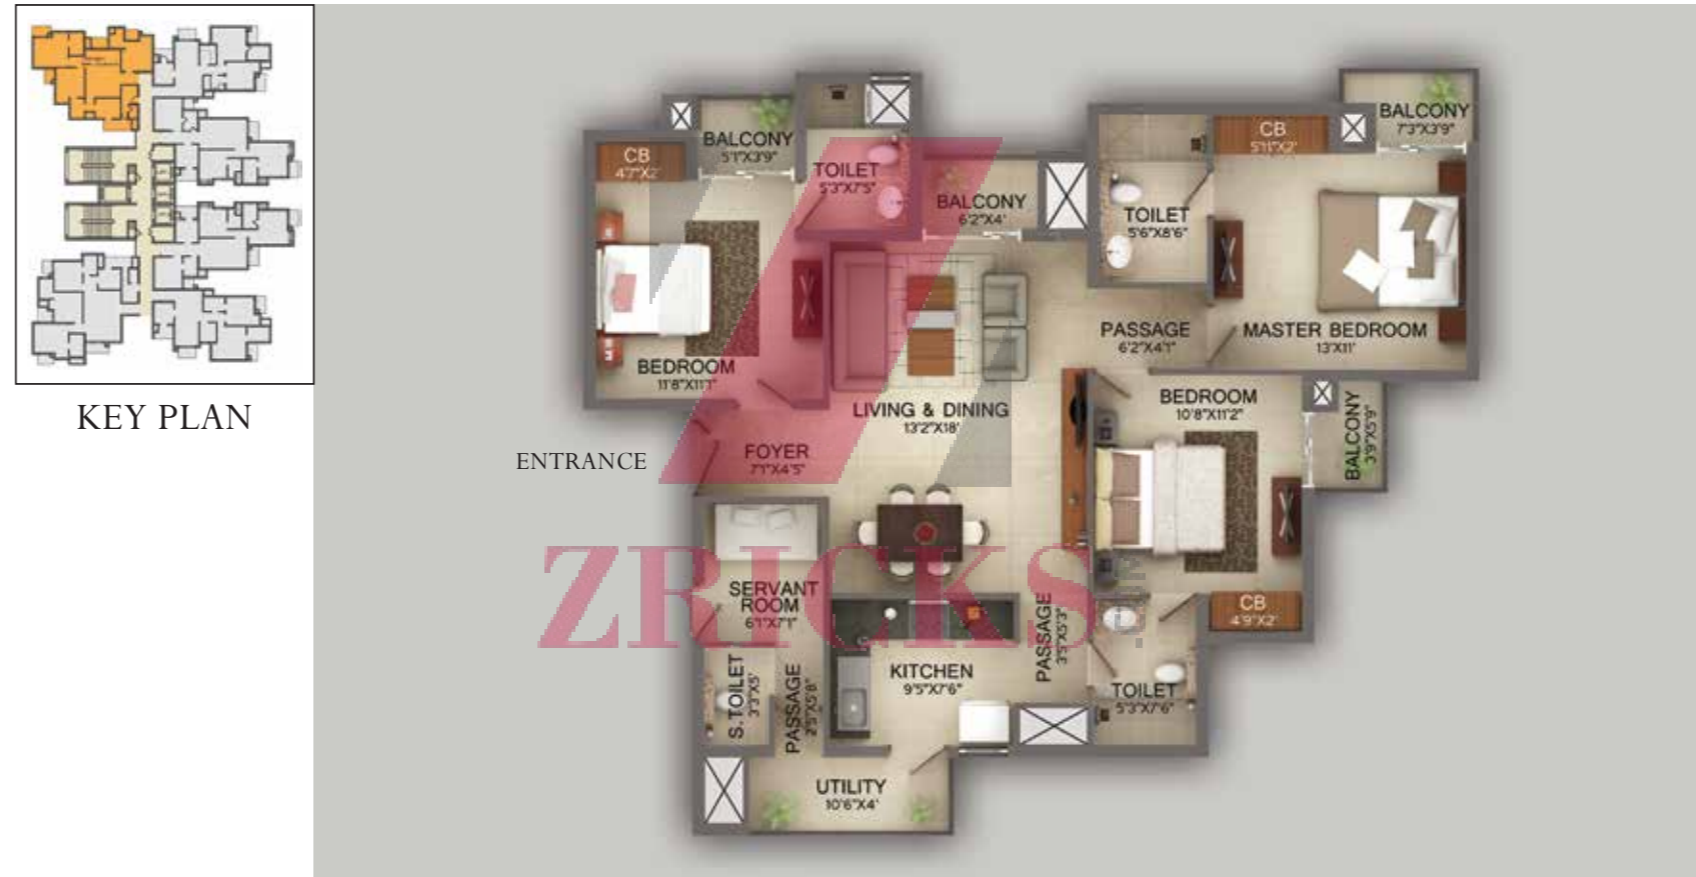 KEY PLAN
ENTRANCE
CB
4'7"X2'
BALCONY
5'1"X3'9"
TOILET
5'3"X7'5"
BALCONY
6'2"X4'
TOILET
5'6"X8'6"
CB
5'11"X2'
BALCONY
7'3"X3'9"
BEDROOM
11'8"X11'1"
PASSAGE
6'2"X4'1"
MASTER BEDROOM
13'X11'
LIVING & DINING
13'2"X18'
BEDROOM
10'8"X11'2"
BALCONY
3'9"X5'9"
FOYER
7'1"X4'5"
ZRICKS
SERVANT
ROOM
6'1"X7'1"
PASSAGE
3'5"X5'3"
CB
4'9"X2'
S.TOILET
3'3"X5'
PASSAGE
2'5"X5'8"
KITCHEN
9'5"X7'6"
TOILET
5'3"X7'6"
UTILITY
10'6"X4'